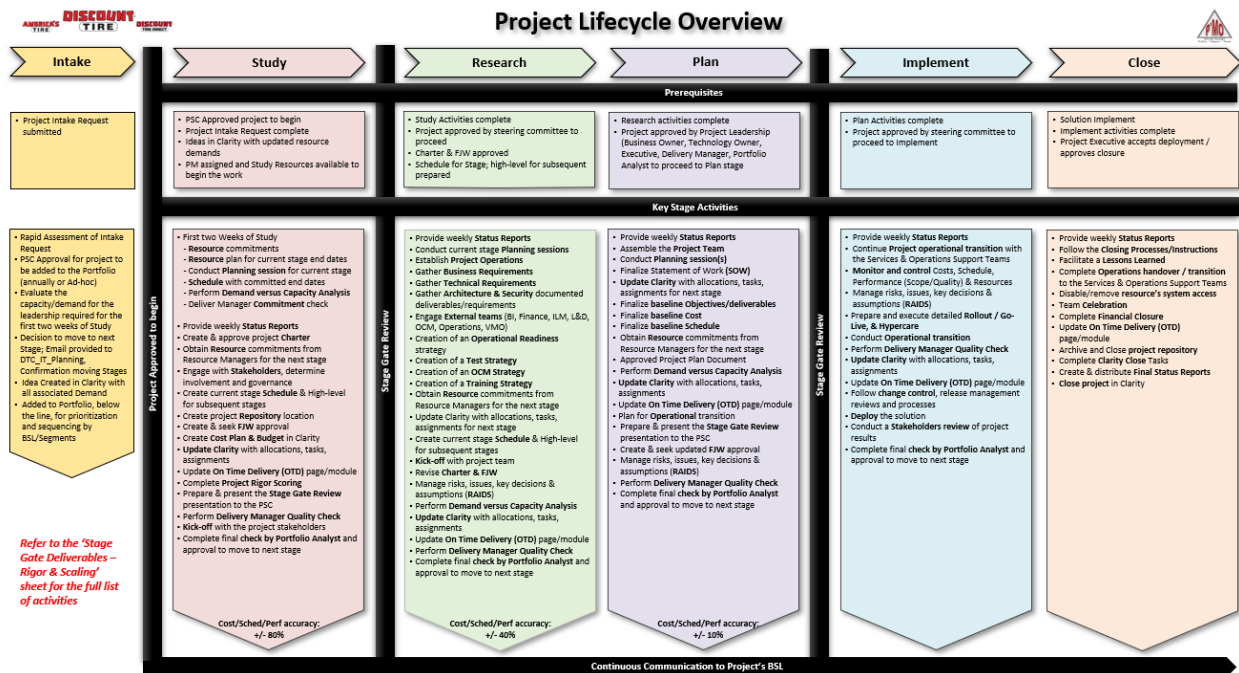 AMERICA'S
TIRE
DISCOUNT
TIRE
DISCOUNT
TIRE DIRECT
Project Lifecycle Overview
PMO
Intake
Study
Research
Plan
Implement
Close
Prerequisites
• Project Intake Request
submitted
• PSC Approved project to begin
• Project Intake Request complete
• Ideas in Clarity with updated resource
demands
• PM assigned and Study Resources available to
begin the work
• Study Activities complete
• Project approved by steering committee to
proceed
• Charter & FJW approved
• Schedule for Stage; high-level for subsequent
prepared
• Research activities complete
• Project approved by Project Leadership
(Business Owner, Technology Owner,
Executive, Delivery Manager, Portfolio
Analyst to proceed to Plan stage
• Plan Activities complete
• Project approved by steering committee to
proceed to Implement
• Solution Implement
• Implement activities complete
• Project Executive accepts deployment /
approves closure
Key Stage Activities
• Rapid Assessment of Intake
Request
• PSC Approval for project to
be added to the Portfolio
(annually or Ad-hoc)
• Evaluate the
capacity/demand for the
leadership required for the
first two weeks of Study
• Decision to move to next
Stage; Email provided to
DTC_IT_Planning,
Confirmation moving Stages
• Idea Created in Clarity with
all associated Demand
• Added to Portfolio, below
the line, for prioritization
and sequencing by
BSL/Segments
Refer to the 'Stage
Gate Deliverables –
Rigor & Scaling'
sheet for the full list
of activities
Project Approved to begin
• First two Weeks of Study
- Resource commitments
- Resource plan for current stage end dates
- Conduct Planning session for current stage
- Schedule with committed end dates
- Perform Demand versus Capacity Analysis
- Deliver Manager Commitment check
• Provide weekly Status Reports
• Create & approve project Charter
• Obtain Resource commitments from
Resource Managers for the next stage
• Engage with Stakeholders, determine
involvement and governance
• Create current stage Schedule & High-level
for subsequent stages
• Create project Repository location
• Create & seek FJW approval
• Create Cost Plan & Budget in Clarity
• Update Clarity with allocations, tasks,
assignments
• Update On Time Delivery (OTD) page/module
• Complete Project Rigor Scoring
• Prepare & present the Stage Gate Review
presentation to the PSC
• Perform Delivery Manager Quality Check
• Kick-off with the project stakeholders
• Complete final check by Portfolio Analyst and
approval to move to next stage
Cost/Sched/Perf accuracy:
+/- 80%
Stage Gate Review
• Provide weekly Status Reports
• Conduct current stage Planning sessions
• Establish Project Operations
• Gather Business Requirements
• Gather Technical Requirements
• Gather Architecture & Security documented
deliverables/requirements
• Engage External teams (BI, Finance, ILM, L&D,
OCM, Operations, VMO)
• Creation of an Operational Readiness
strategy
• Creation of a Test Strategy
• Creation of an OCM Strategy
• Creation of a Training Strategy
• Obtain Resource commitments from
Resource Managers for the next stage
• Update Clarity with allocations, tasks,
assignments for next stage
• Create current stage Schedule & High-level
for subsequent stages
• Kick-off with project team
• Revise Charter & FJW
• Manage risks, issues, key decisions &
assumptions (RAIDS)
• Perform Demand versus Capacity Analysis
• Update Clarity with allocations, tasks,
assignments
• Update On Time Delivery (OTD) page/module
• Perform Delivery Manager Quality Check
• Complete final check by Portfolio Analyst and
approval to move to next stage
Cost/Sched/Perf accuracy:
+/- 40%
• Provide weekly Status Reports
• Assemble the Project Team
• Conduct Planning session(s)
• Finalize Statement of Work (SOW)
• Update Clarity with allocations, tasks,
assignments for next stage
• Finalize baseline Objectives/deliverables
• Finalize baseline Cost
• Finalize baseline Schedule
• Obtain Resource commitments from
Resource Managers for the next stage
• Approved Project Plan Document
• Perform Demand versus Capacity Analysis
• Update Clarity with allocations, tasks,
assignments
• Update On Time Delivery (OTD) page/module
• Plan for Operational transition
• Prepare & present the Stage Gate Review
presentation to the PSC
• Create & seek updated FJW approval
• Manage risks, issues, key decisions &
assumptions (RAIDS)
• Perform Delivery Manager Quality Check
• Complete final check by Portfolio Analyst
and approval to move to next stage
Cost/Sched/Perf accuracy:
+/- 10%
Stage Gate Review
• Provide weekly Status Reports
• Continue Project operational transition with
the Services & Operations Support Teams
• Monitor and control Costs, Schedule,
Performance (Scope/Quality) & Resources
• Manage risks, issues, key decisions &
assumptions (RAIDS)
• Prepare and execute detailed Rollout / Go-
Live, & Hypercare
• Conduct Operational transition
• Perform Delivery Manager Quality Check
• Update Clarity with allocations, tasks,
assignments
• Update On Time Delivery (OTD) page/module
• Follow change control, release management
reviews and processes
• Deploy the solution
• Conduct a Stakeholders review of project
results
• Complete final check by Portfolio Analyst and
approval to move to next stage
• Provide weekly Status Reports
• Follow the Closing Processes/Instructions
• Facilitate a Lessons Learned
• Complete Operations handover / transition
to the Services & Operations Support Teams
• Disable/remove resource's system access
• Team Celebration
• Complete Financial Closure
• Update On Time Delivery (OTD)
page/module
• Archive and Close project repository
• Complete Clarity Close Tasks
• Create & distribute Final Status Reports
• Close project in Clarity
Continuous Communication to Project's BSL